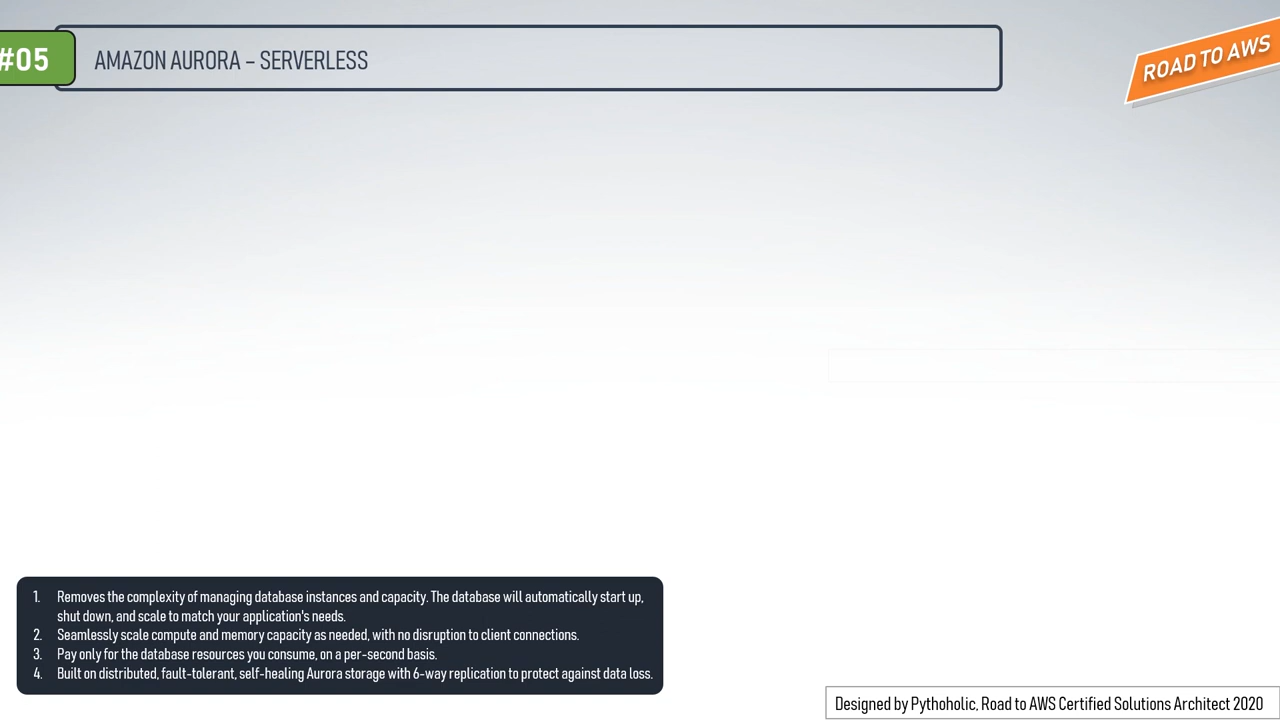 #05
AMAZON AURORA – SERVERLESS
ROAD TO AWS
1. Removes the complexity of managing database instances and capacity. The database will automatically start up,
shut down, and scale to match your application's needs.
2. Seamlessly scale compute and memory capacity as needed, with no disruption to client connections.
3. Pay only for the database resources you consume, on a per-second basis.
4. Built on distributed, fault-tolerant, self-healing Aurora storage with 6-way replication to protect against data loss.
Designed by Pythoholic, Road to AWS Certified Solutions Architect 2020